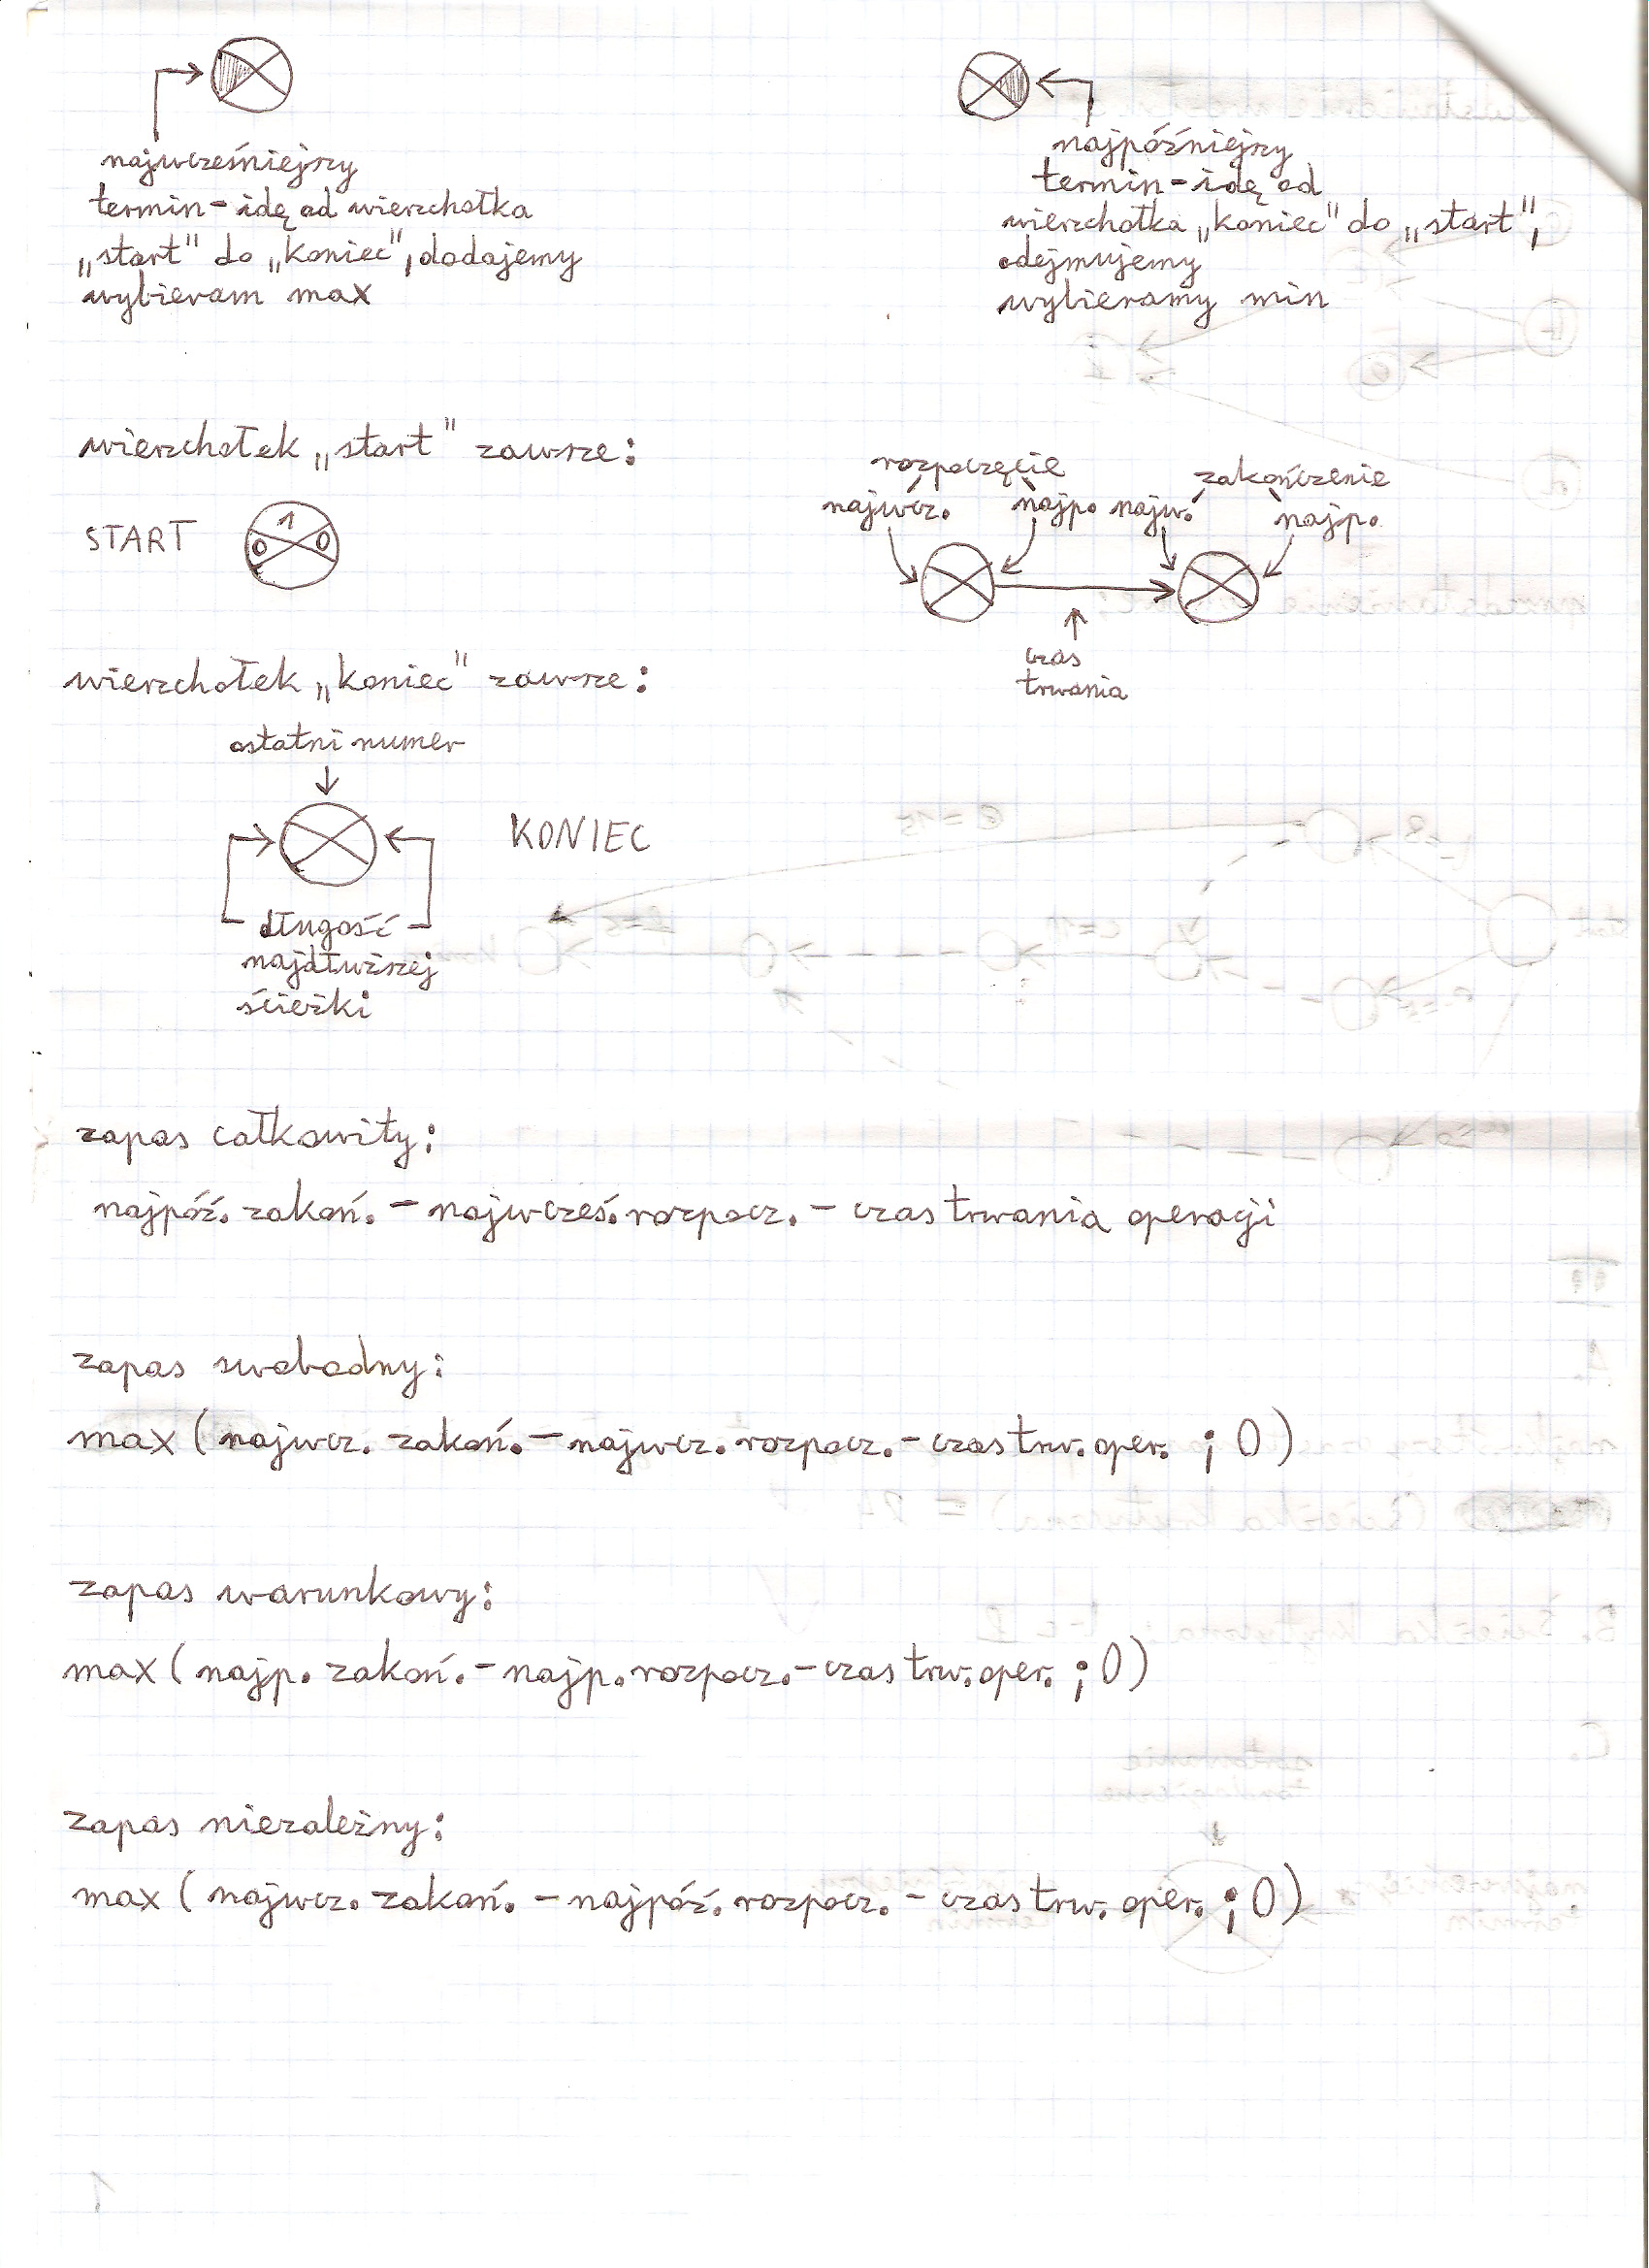 najwcześniejszy
termin - idę od wierzchołka
„start” do „koniec”, dodajemy
wybieram max
najpóźniejszy
termin - idę od
wierzchołka „koniec” do „start”,
odejmujemy
wybieramy min
wierzchołek „start” zawsze:
START
1
0 0
rozpoczęcie
najwcz. najp.
zakończenie
najw. najp.
czas
trwania
wierzchołek „koniec” zawsze:
ostatni numer
KONIEC
długość
najdłuższej
ścieżki
zapas całkowity:
najpóź. zakoń. - najwcześ. rozpocz. - czas trwania operacji
zapas swobodny:
max (najwcz. zakoń. - najwcz. rozpocz. - czas trw. oper. ; 0)
zapas warunkowy:
max (najp. zakoń. - najp. rozpocz. - czas trw. oper. ; 0)
zapas niezależny:
max (najwcz. zakoń. - najpóź. rozpocz. - czas trw. oper. ; 0)